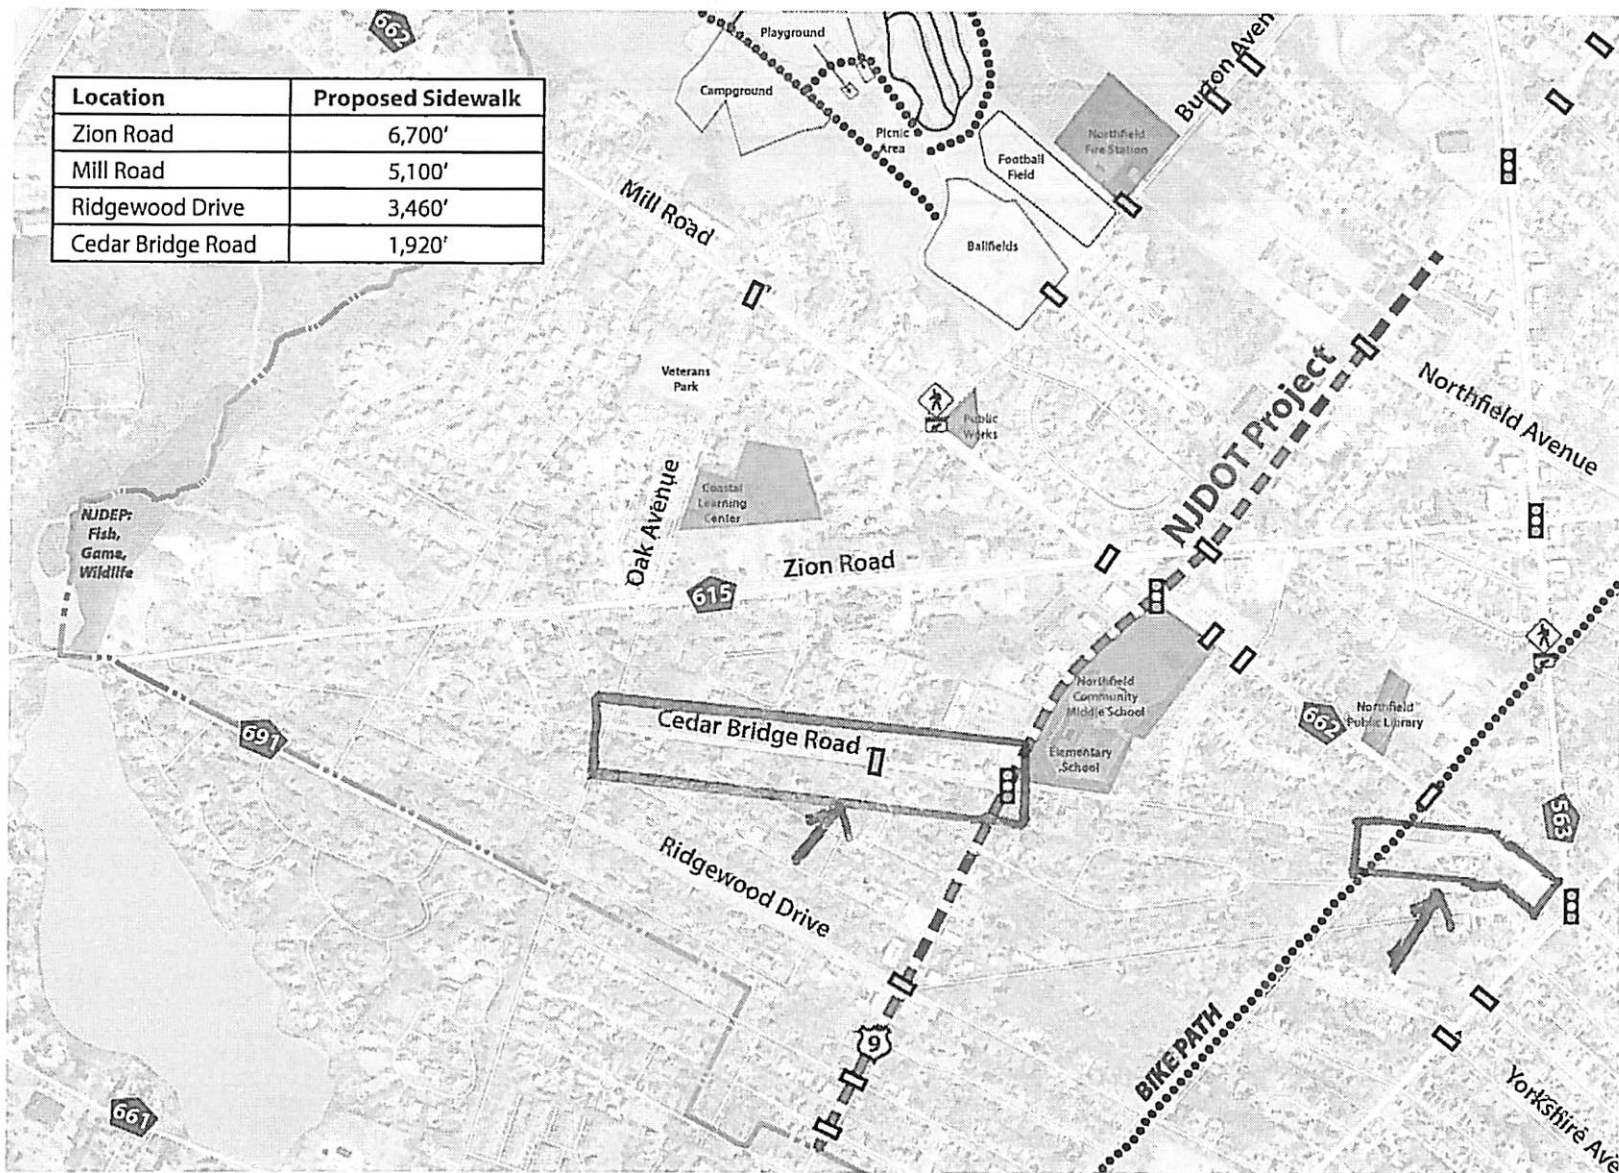 662
Location Proposed Sidewalk
Zion Road 6,700'
Mill Road 5,100'
Ridgewood Drive 3,460'
Cedar Bridge Road 1,920'
Playground
Campground
Picnic
Area
Football
Field
Ballfields
Northfield
Fire Station
Burton Aven
Mill Road
Veterans
Park
Public
Works
Coastal
Learning
Center
Oak Avenue
NJDOT Project
Northfield Avenue
NJDEP:
Fish,
Game,
Wildlife
Zion Road
615
691
Cedar Bridge Road
Northfield
Community
Middle School
Elementary
School
662
Northfield
Public Library
563
Ridgewood Drive
9
BIKE PATH
Yorkshire Ave
661